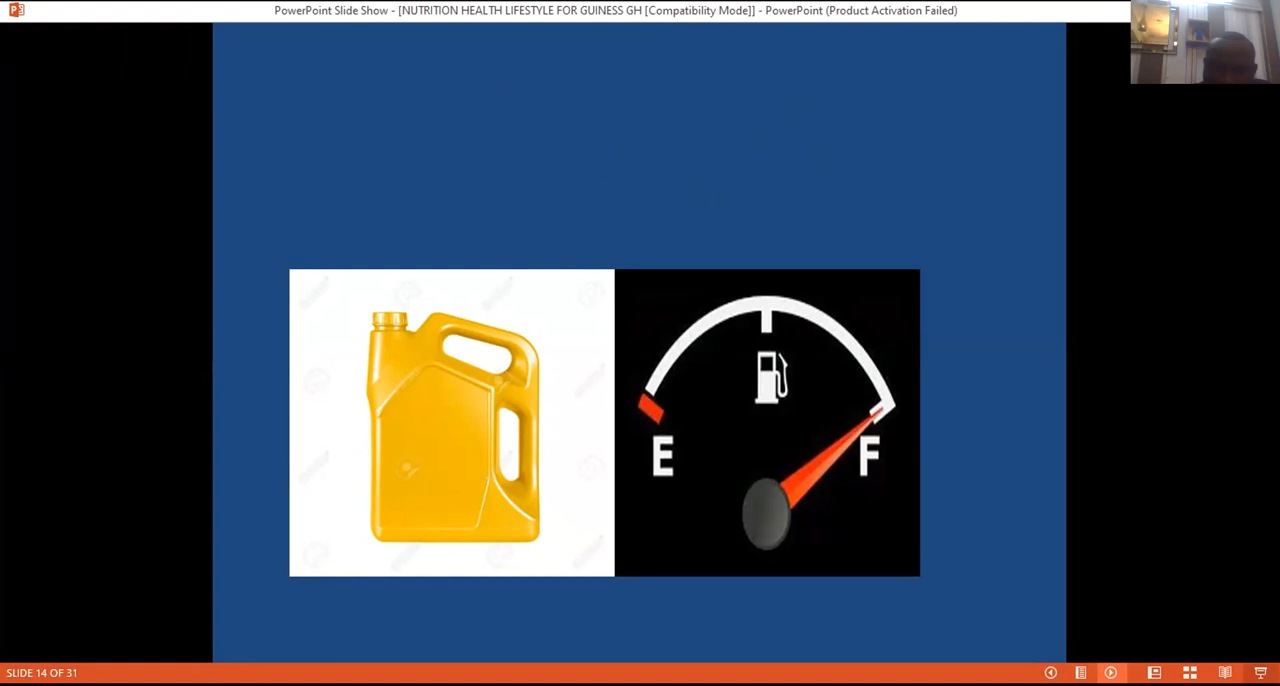 PowerPoint Slide Show - [NUTRITION HEALTH LIFESTYLE FOR GUINESS GH [Compatibility Mode]] - PowerPoint (Product Activation Failed)
E
F
SLIDE 14 OF 31